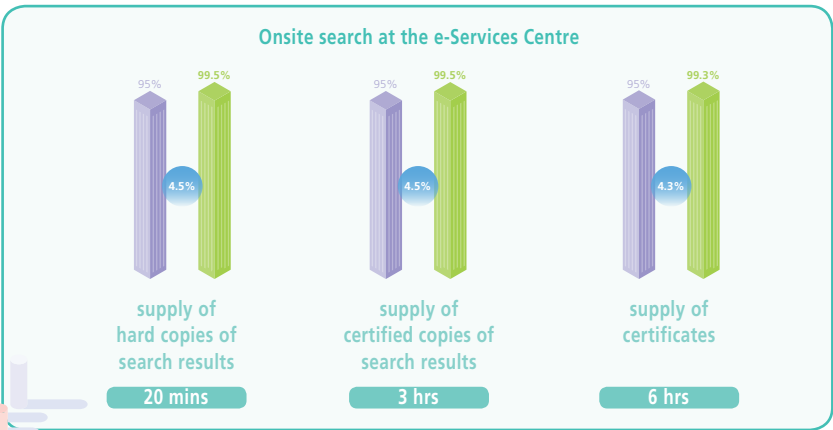 Onsite search at the e-Services Centre
95%
99.5%
4.5%
supply of
hard copies of
search results
20 mins
95%
99.5%
4.5%
supply of
certified copies of
search results
3 hrs
95%
99.3%
4.3%
supply of
certificates
6 hrs